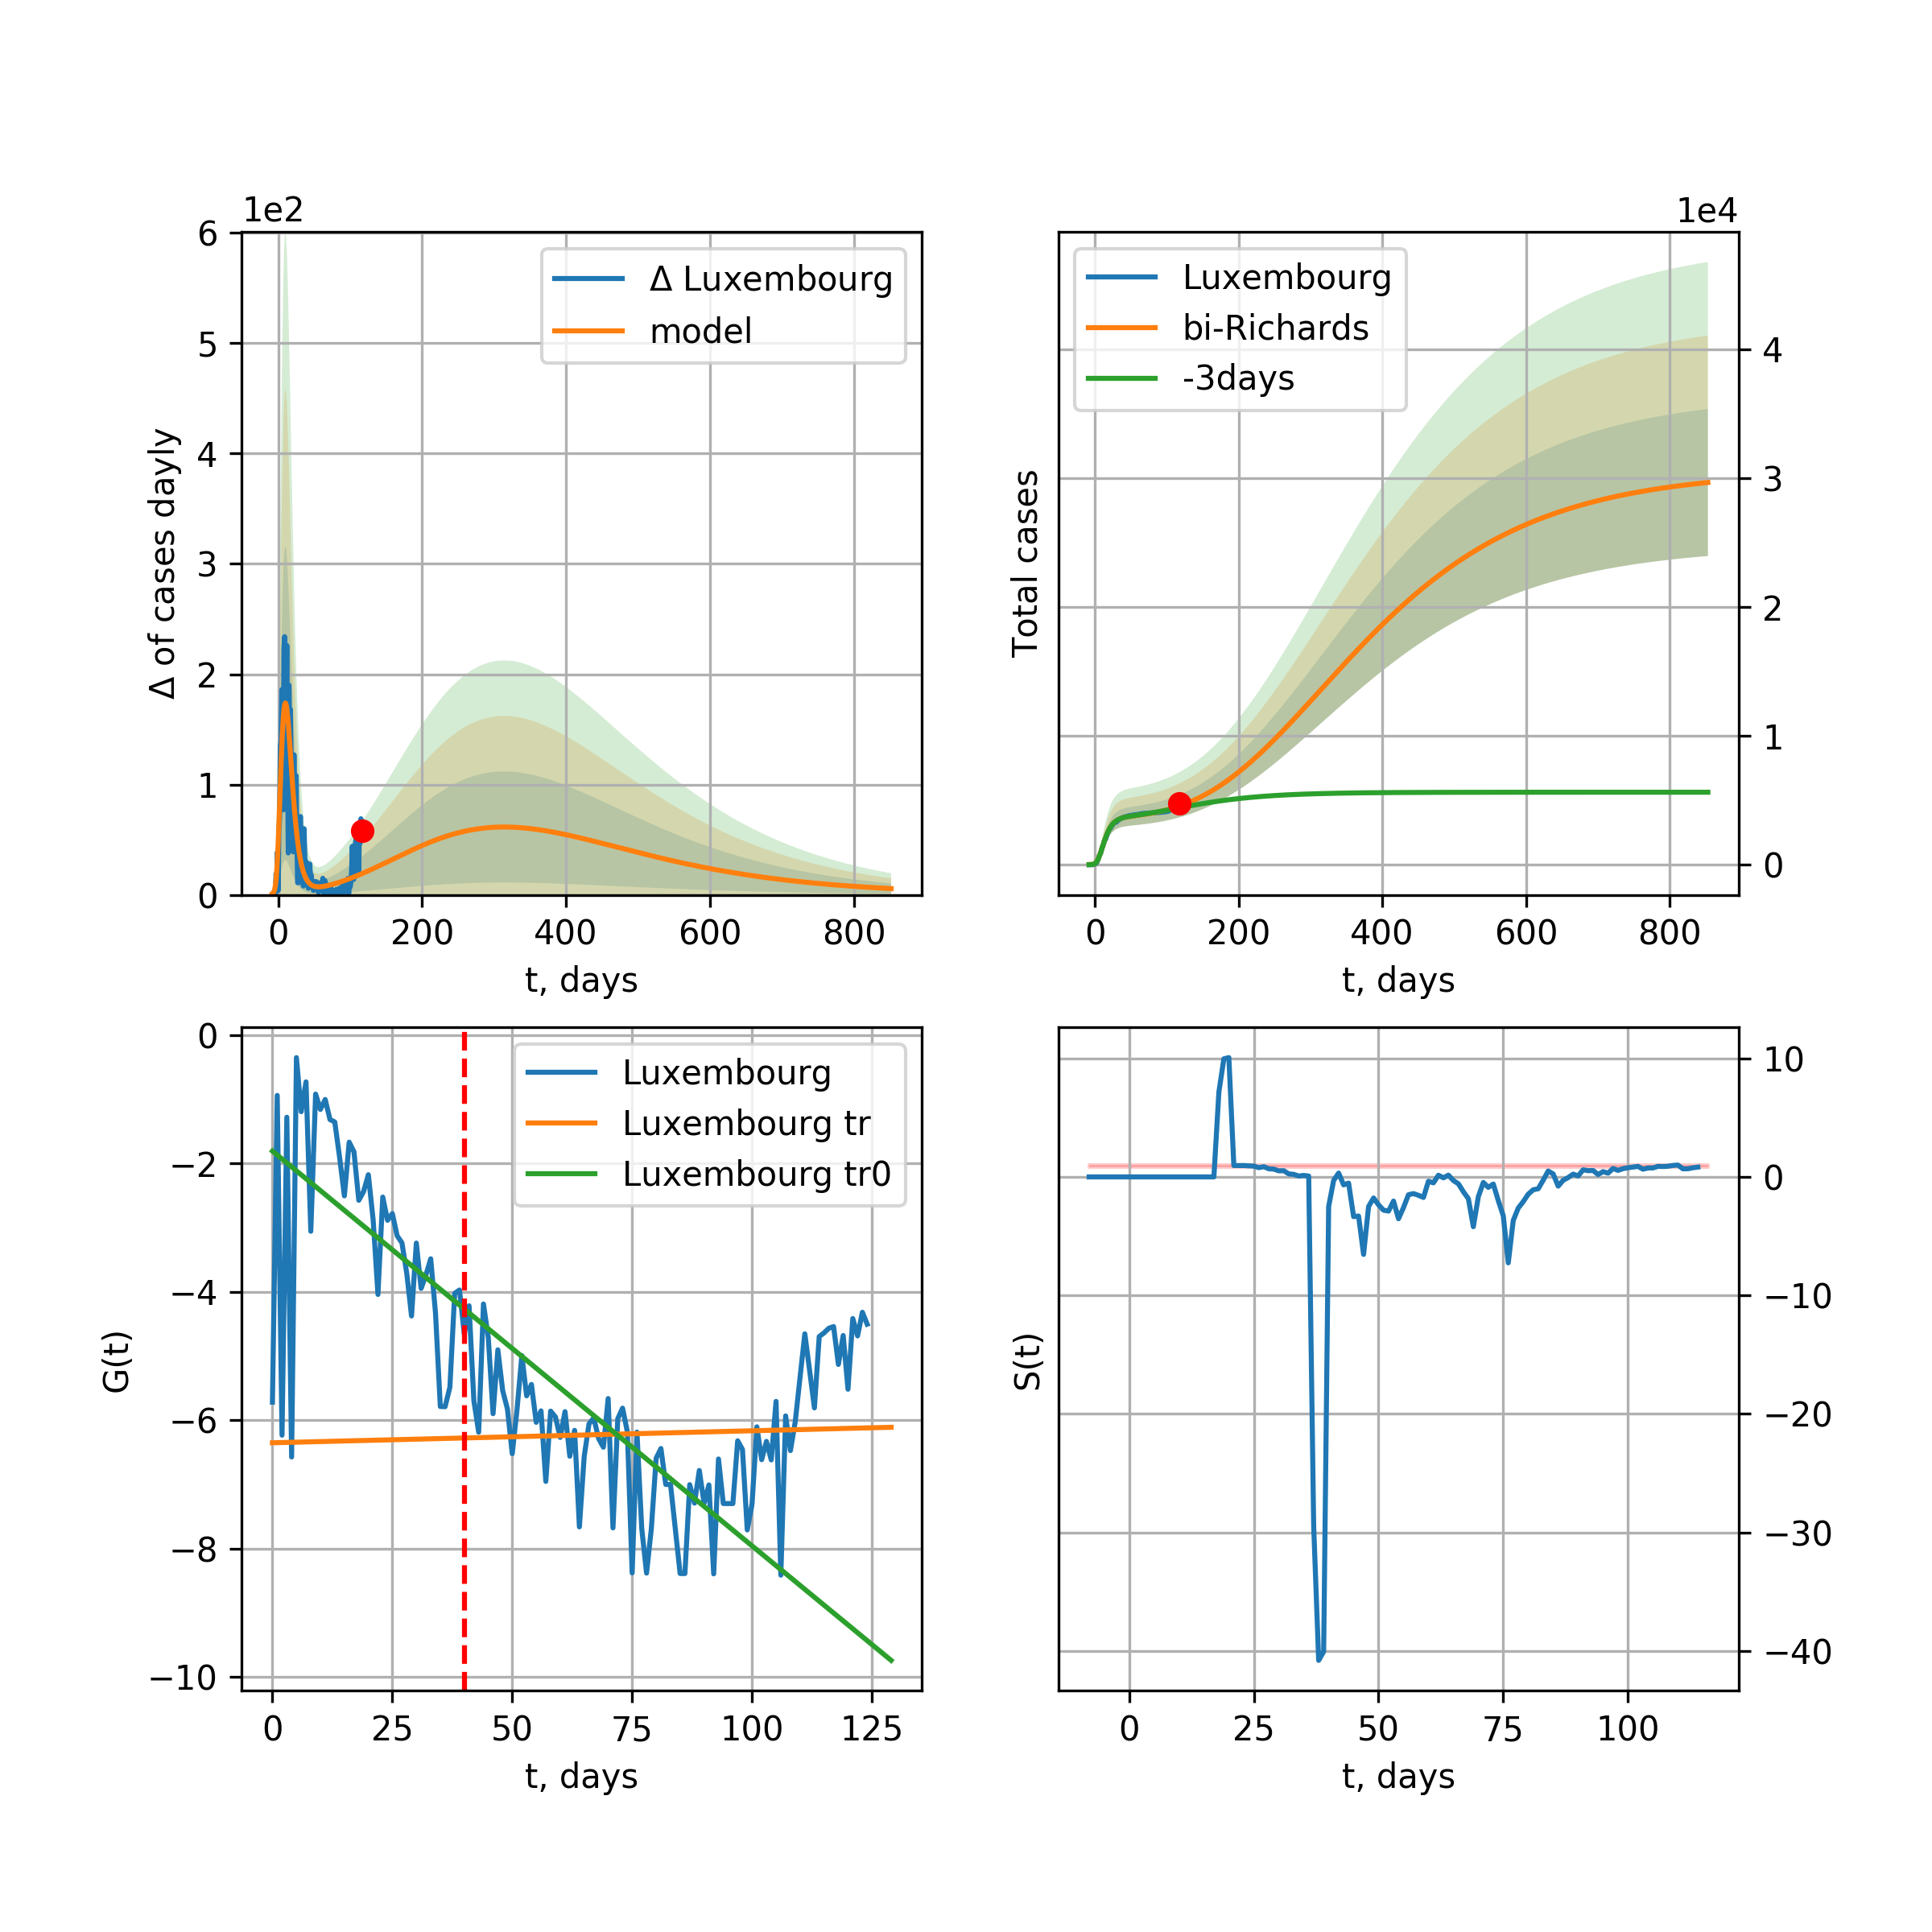 1e2
6
5
4
3
2
1
0
Δ of cases dayly
Δ Luxembourg
model
0 200 400 600 800
t, days
1e4
Luxembourg
bi-Richards
-3days
Total cases
4
3
2
1
0
0 200 400 600 800
t, days
0
−2
−4
−6
−8
−10
G(t)
Luxembourg
Luxembourg tr
Luxembourg tr0
0 25 50 75 100 125
t, days
S(t)
10
0
−10
−20
−30
−40
0 25 50 75 100
t, days